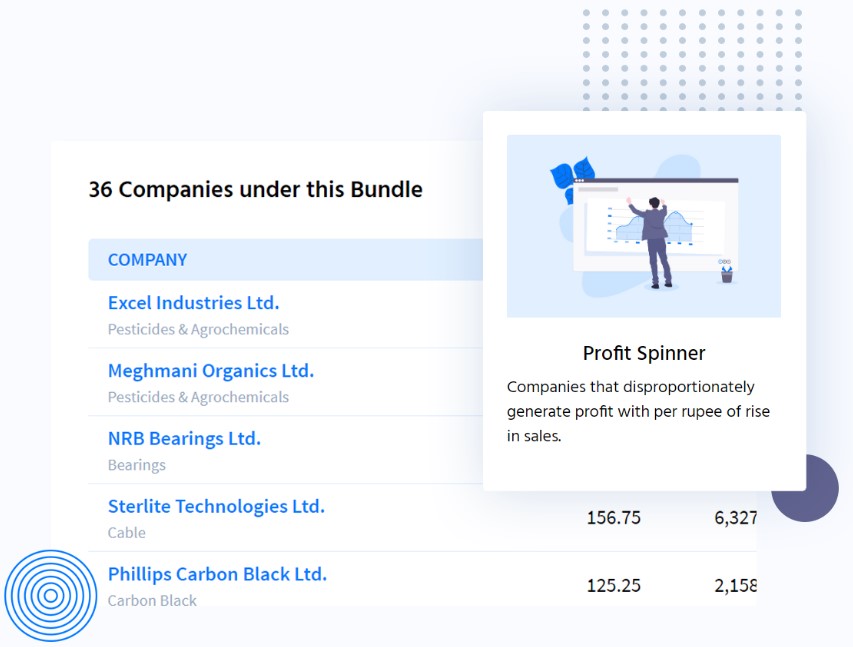 36 Companies under this Bundle
COMPANY
Excel Industries Ltd.
Pesticides & Agrochemicals
Meghmani Organics Ltd.
Pesticides & Agrochemicals
NRB Bearings Ltd.
Bearings
Sterlite Technologies Ltd.
Cable
156.75 6,327
Phillips Carbon Black Ltd.
Carbon Black
125.25 2,158
Profit Spinner
Companies that disproportionately
generate profit with per rupee of rise
in sales.